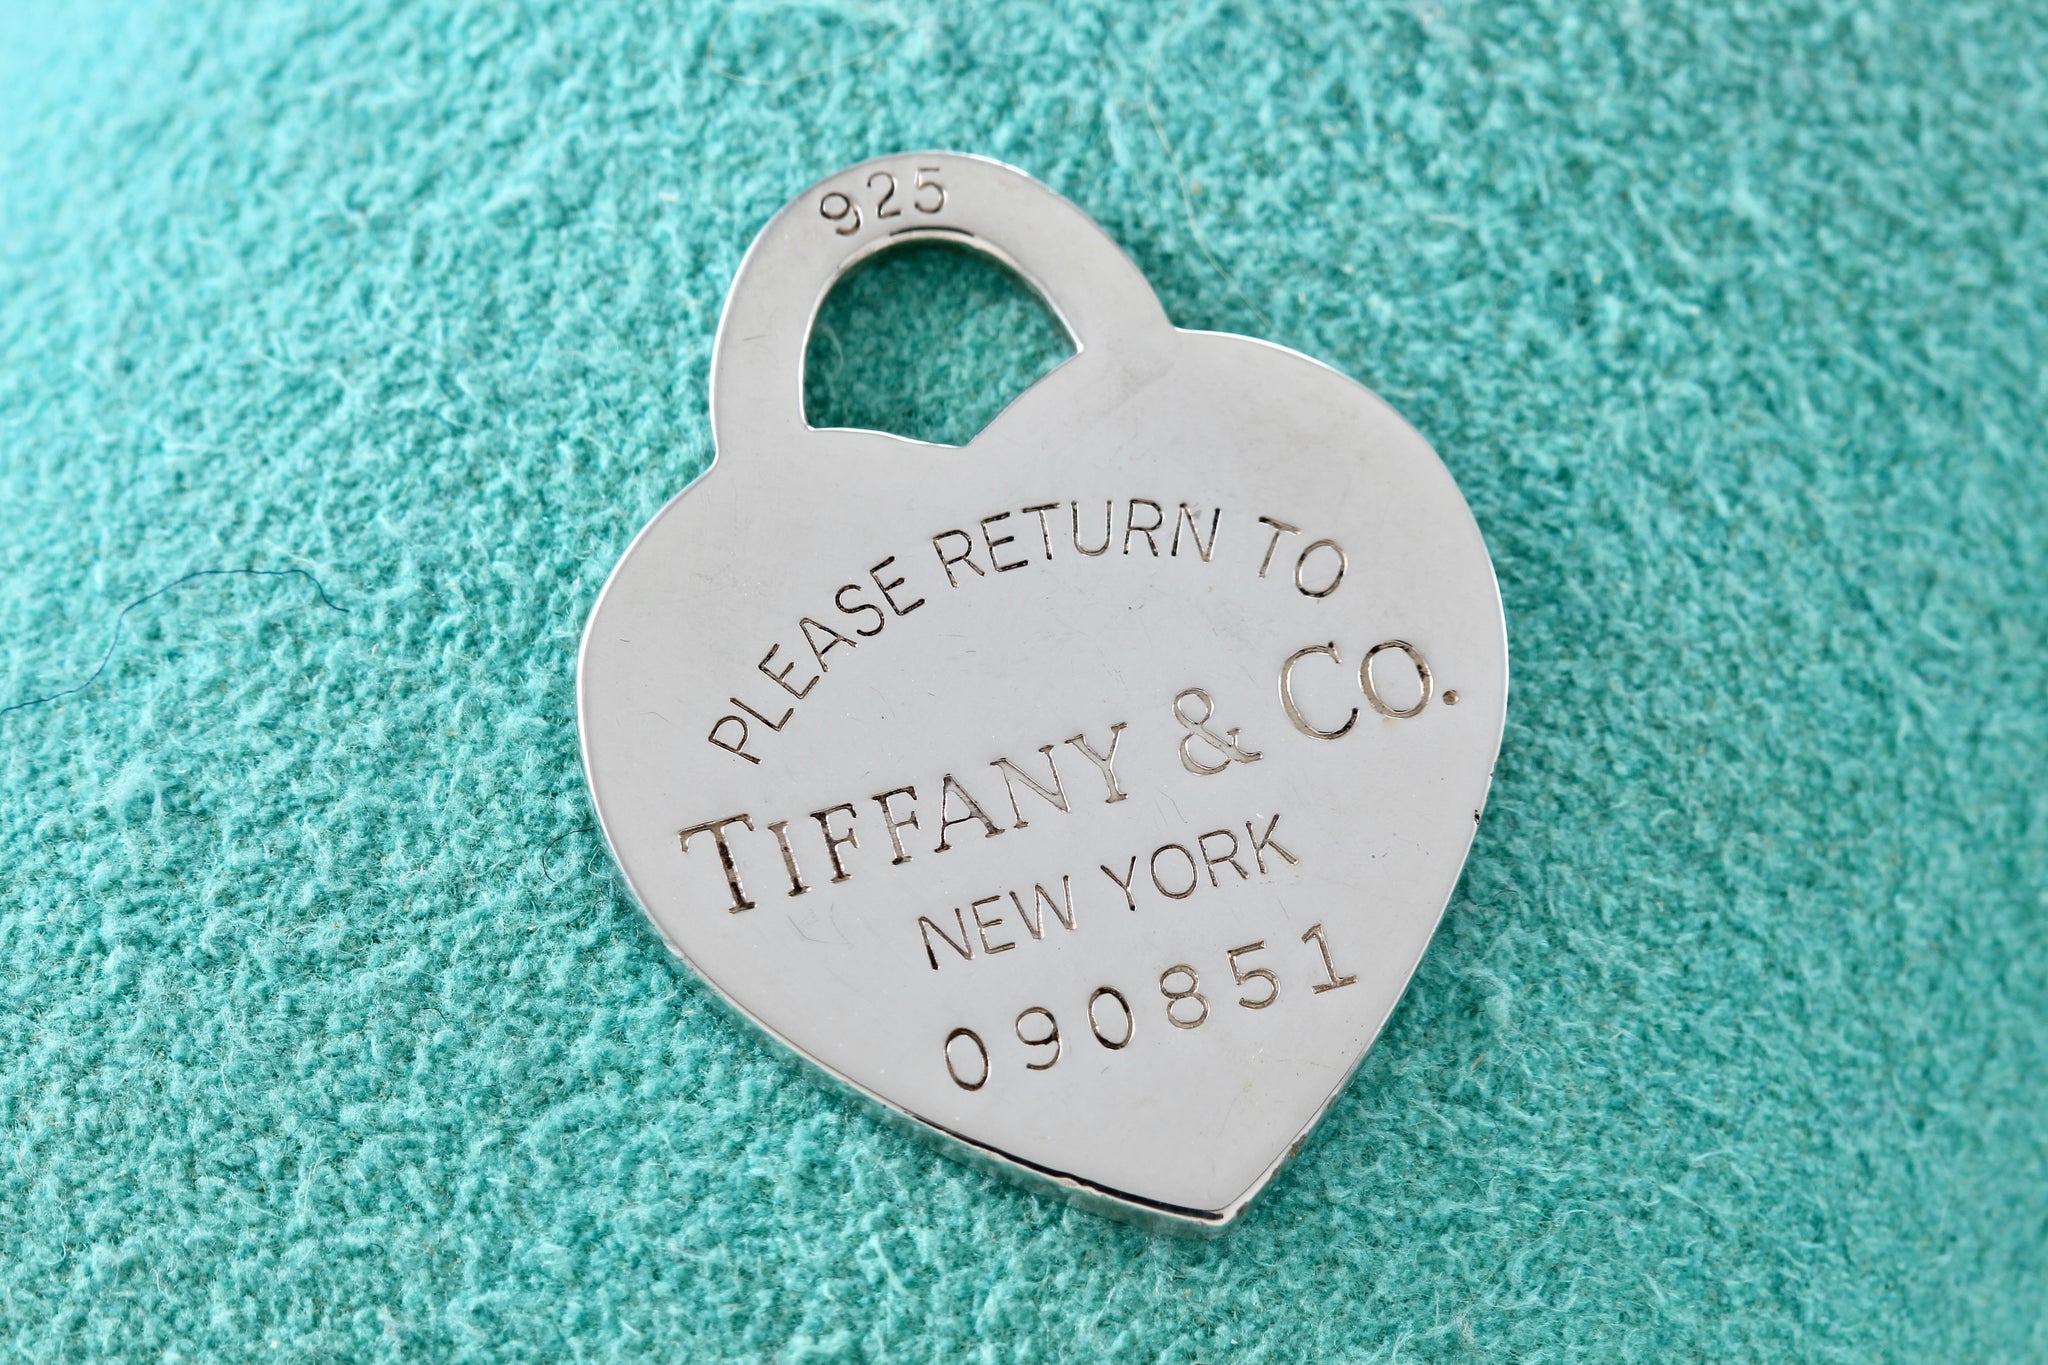 925
PLEASE RETURN TO
TIFFANY & CO.
NEW YORK
090851